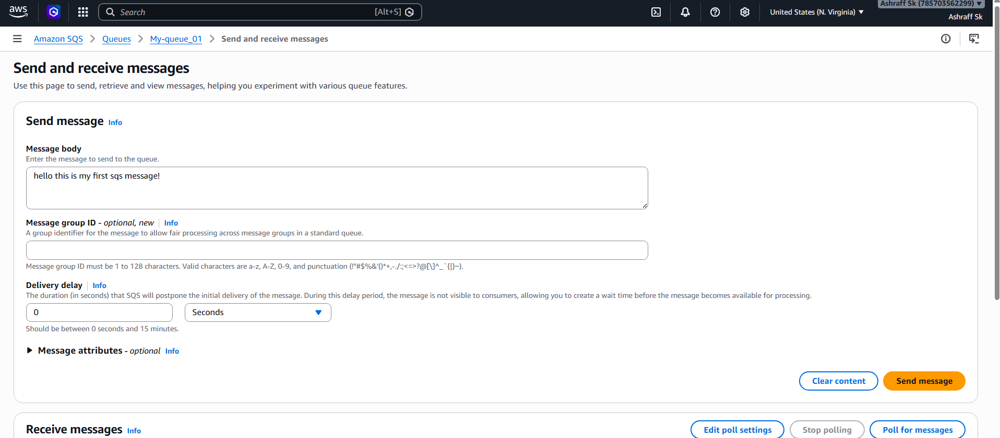 aws
Search [Alt+S]
United States (N. Virginia)
Ashraff Sk (785703562299)
Ashraff Sk
Amazon SQS > Queues > My-queue_01 > Send and receive messages
Send and receive messages
Use this page to send, retrieve and view messages, helping you experiment with various queue features.
Send message Info
Message body
Enter the message to send to the queue.
hello this is my first sqs message!
Message group ID - optional, new Info
A group identifier for the message to allow fair processing across message groups in a standard queue.
Message group ID must be 1 to 128 characters. Valid characters are a-z, A-Z, 0-9, and punctuation (!"#$%&'()*+,-./:;<=>?@[\]^_`{|}~).
Delivery delay Info
The duration (in seconds) that SQS will postpone the initial delivery of the message. During this delay period, the message is not visible to consumers, allowing you to create a wait time before the message becomes available for processing.
0 Seconds
Should be between 0 seconds and 15 minutes.
Message attributes - optional Info
Clear content Send message
Receive messages Info Edit poll settings Stop polling Poll for messages